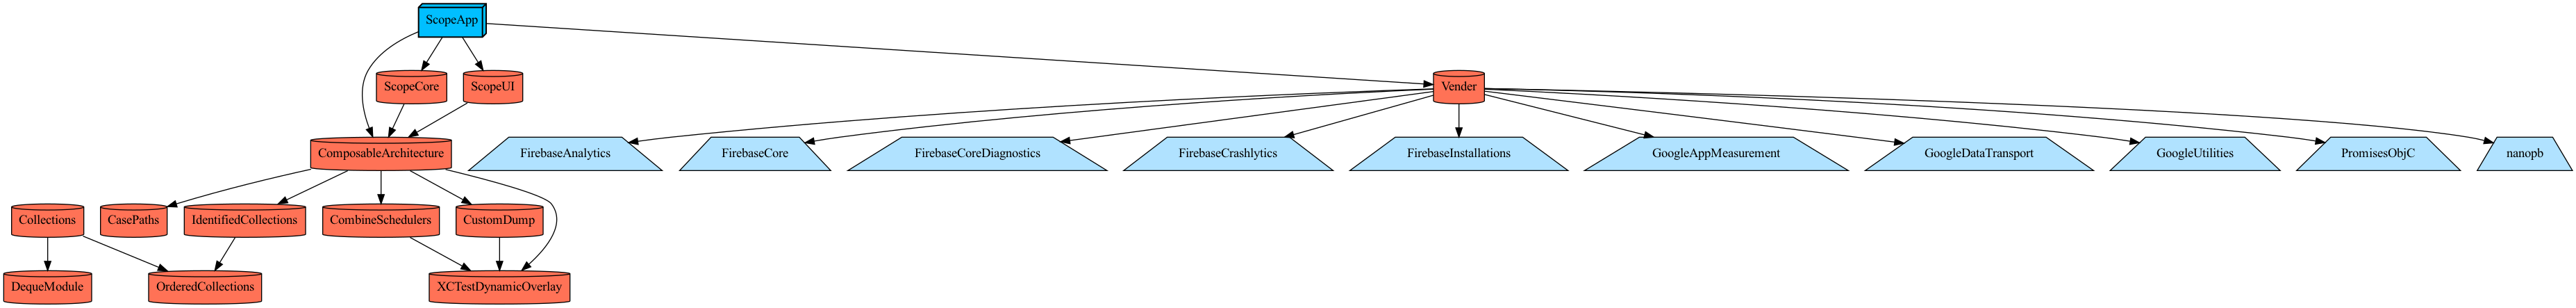 ScopeApp
ScopeCore
ScopeUI
Vender
ComposableArchitecture
FirebaseAnalytics
FirebaseCore
FirebaseCoreDiagnostics
FirebaseCrashlytics
FirebaseInstallations
GoogleAppMeasurement
GoogleDataTransport
GoogleUtilities
PromisesObjC
nanopb
Collections
CasePaths
IdentifiedCollections
CombineSchedulers
CustomDump
DequeModule
OrderedCollections
XCTestDynamicOverlay